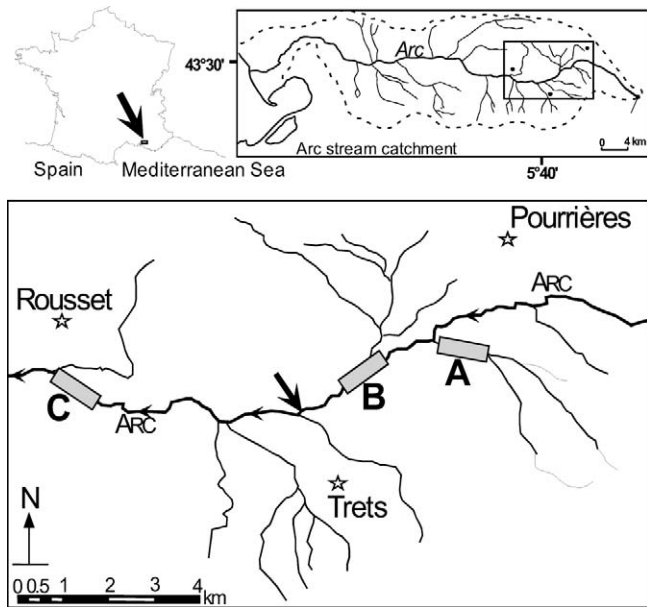 Spain
Mediterranean Sea
43°30'
Arc
Arc stream catchment
0 4 km
5°40'
Pourrières
Rousset
ARC
A
B
C
ARC
Trets
N
0 0.5 1 2 3 4
km